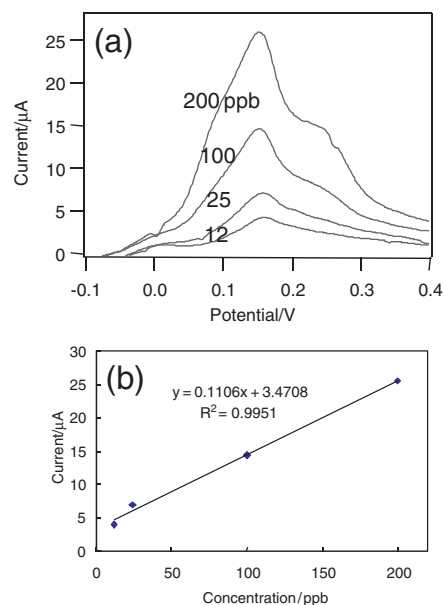 (a)
25
20
15
10
5
0
Current/µA
200 ppb
100
25
12
-0.1 0.0 0.1 0.2 0.3 0.4
Potential/V
(b)
30
25
20
15
10
5
0
Current/µA
y = 0.1106x + 3.4708
R² = 0.9951
0 50 100 150 200
Concentration/ppb